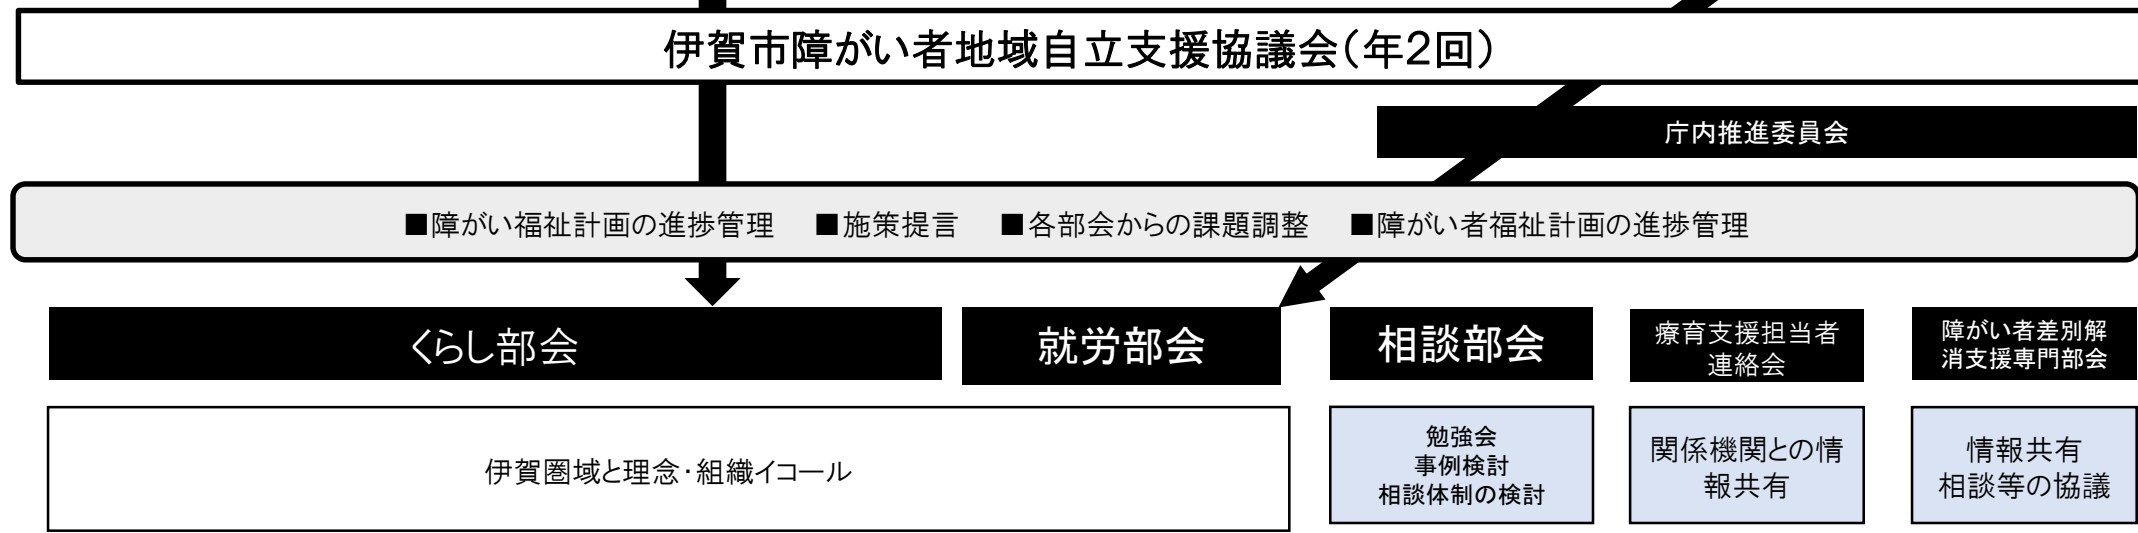 伊賀市障がい者地域自立支援協議会(年2回)
庁内推進委員会
■障がい福祉計画の進捗管理　■施策提言　■各部会からの課題調整　■障がい者福祉計画の進捗管理
くらし部会
就労部会
相談部会
療育支援担当者
連絡会
障がい者差別解
消支援専門部会
伊賀圏域と理念・組織イコール
勉強会
事例検討
相談体制の検討
関係機関との情
報共有
情報共有
相談等の協議